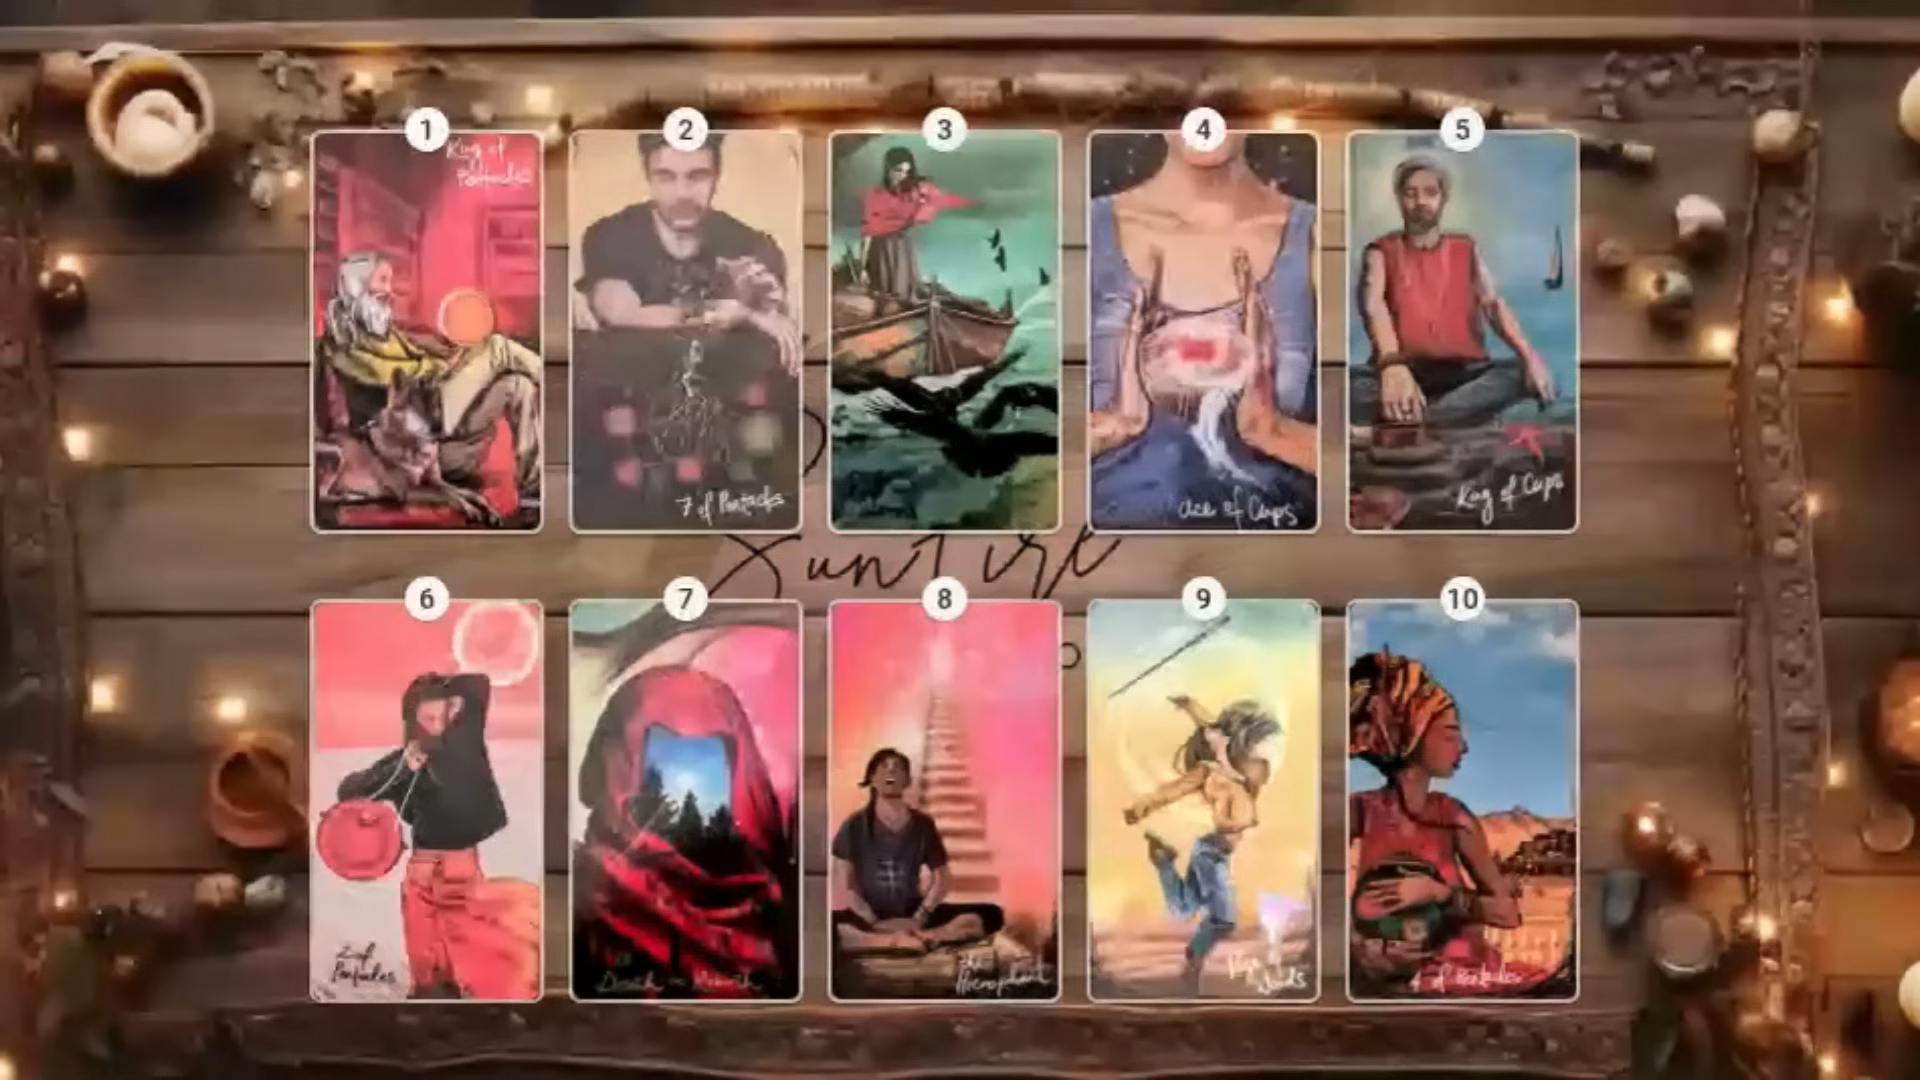 1
King of
Pentacles
2
7 of Pentacles
3
4
Ace of Cups
5
King of Cups
6
2 of
Pentacles
7
Death — Rebirth
8
The
Hierophant
9
Page of
Wands
10
4 of Pentacles